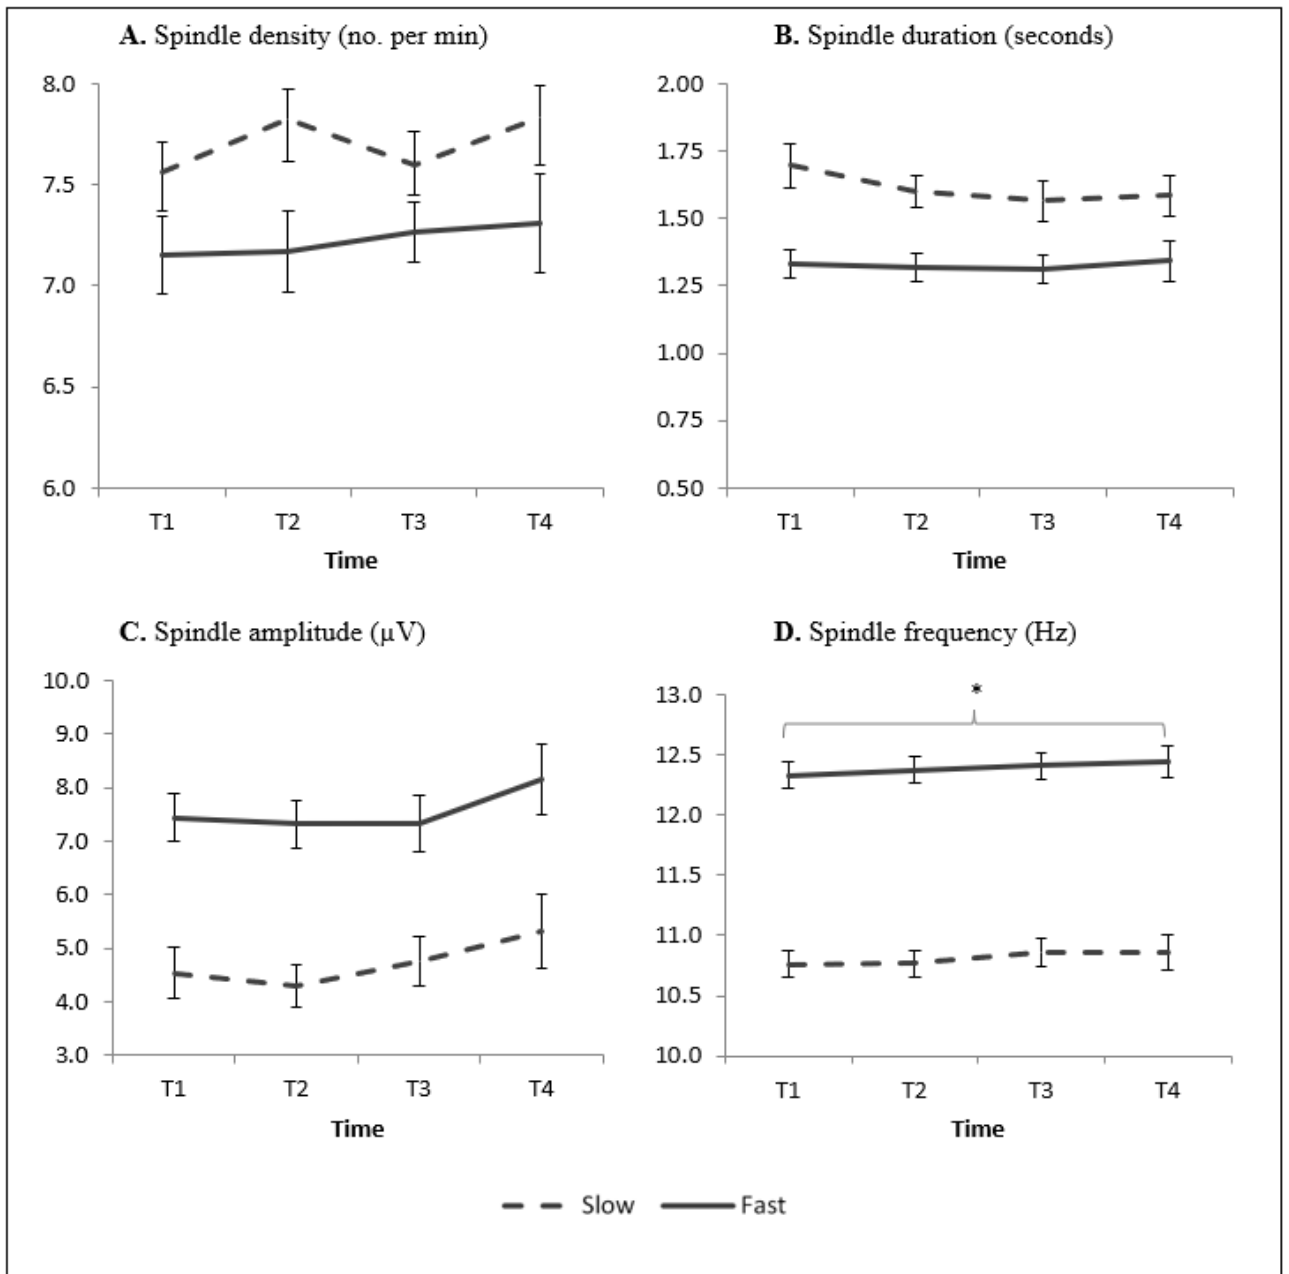 A. Spindle density (no. per min)
8.0
7.5
7.0
6.5
6.0
T1 T2 T3 T4
Time
B. Spindle duration (seconds)
2.00
1.75
1.50
1.25
1.00
0.75
0.50
T1 T2 T3 T4
Time
C. Spindle amplitude (µV)
10.0
9.0
8.0
7.0
6.0
5.0
4.0
3.0
T1 T2 T3 T4
Time
D. Spindle frequency (Hz)
*
13.0
12.5
12.0
11.5
11.0
10.5
10.0
T1 T2 T3 T4
Time
Slow Fast